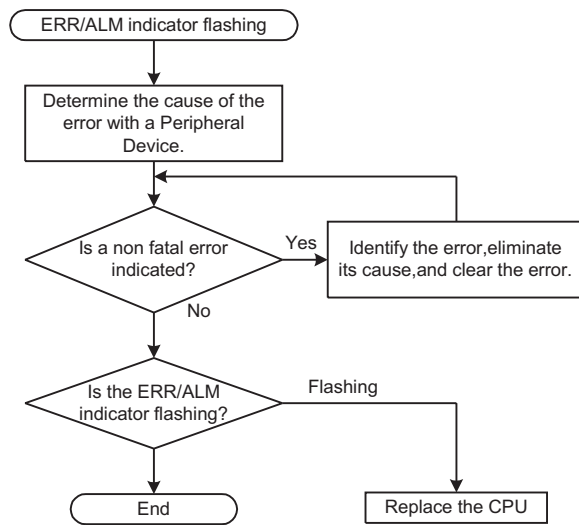 ERR/ALM indicator flashing
Determine the cause of the
error with a Peripheral
Device.
Is a non fatal error
indicated?
Yes
Identify the error,eliminate
its cause,and clear the error.
No
Is the ERR/ALM
indicator flashing?
Flashing
End
Replace the CPU